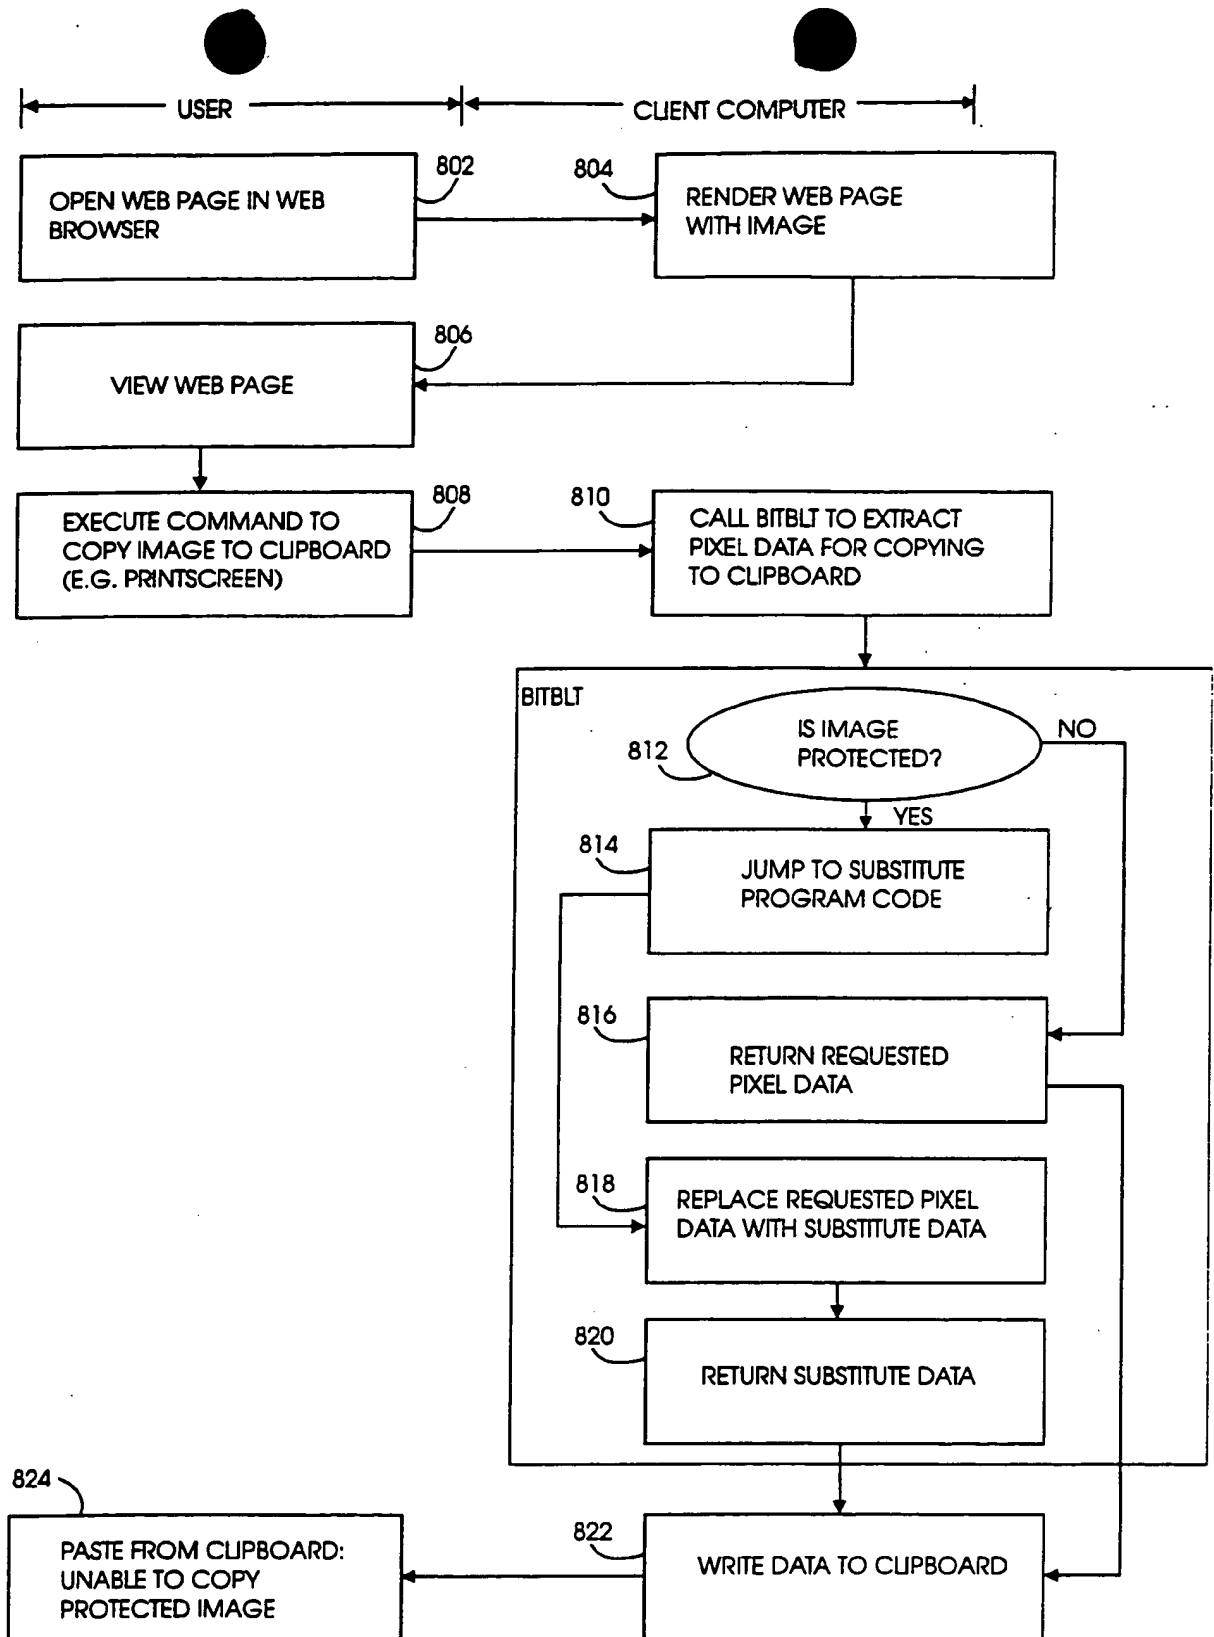 USER
CLIENT COMPUTER
802
804
OPEN WEB PAGE IN WEB
BROWSER
RENDER WEB PAGE
WITH IMAGE
806
VIEW WEB PAGE
808
810
EXECUTE COMMAND TO
COPY IMAGE TO CLIPBOARD
(E.G. PRINTSCREEN)
CALL BITBLT TO EXTRACT
PIXEL DATA FOR COPYING
TO CLIPBOARD
BITBLT
IS IMAGE
PROTECTED?
NO
812
YES
814
JUMP TO SUBSTITUTE
PROGRAM CODE
816
RETURN REQUESTED
PIXEL DATA
818
REPLACE REQUESTED PIXEL
DATA WITH SUBSTITUTE DATA
820
RETURN SUBSTITUTE DATA
824
822
PASTE FROM CLIPBOARD:
UNABLE TO COPY
PROTECTED IMAGE
WRITE DATA TO CLIPBOARD